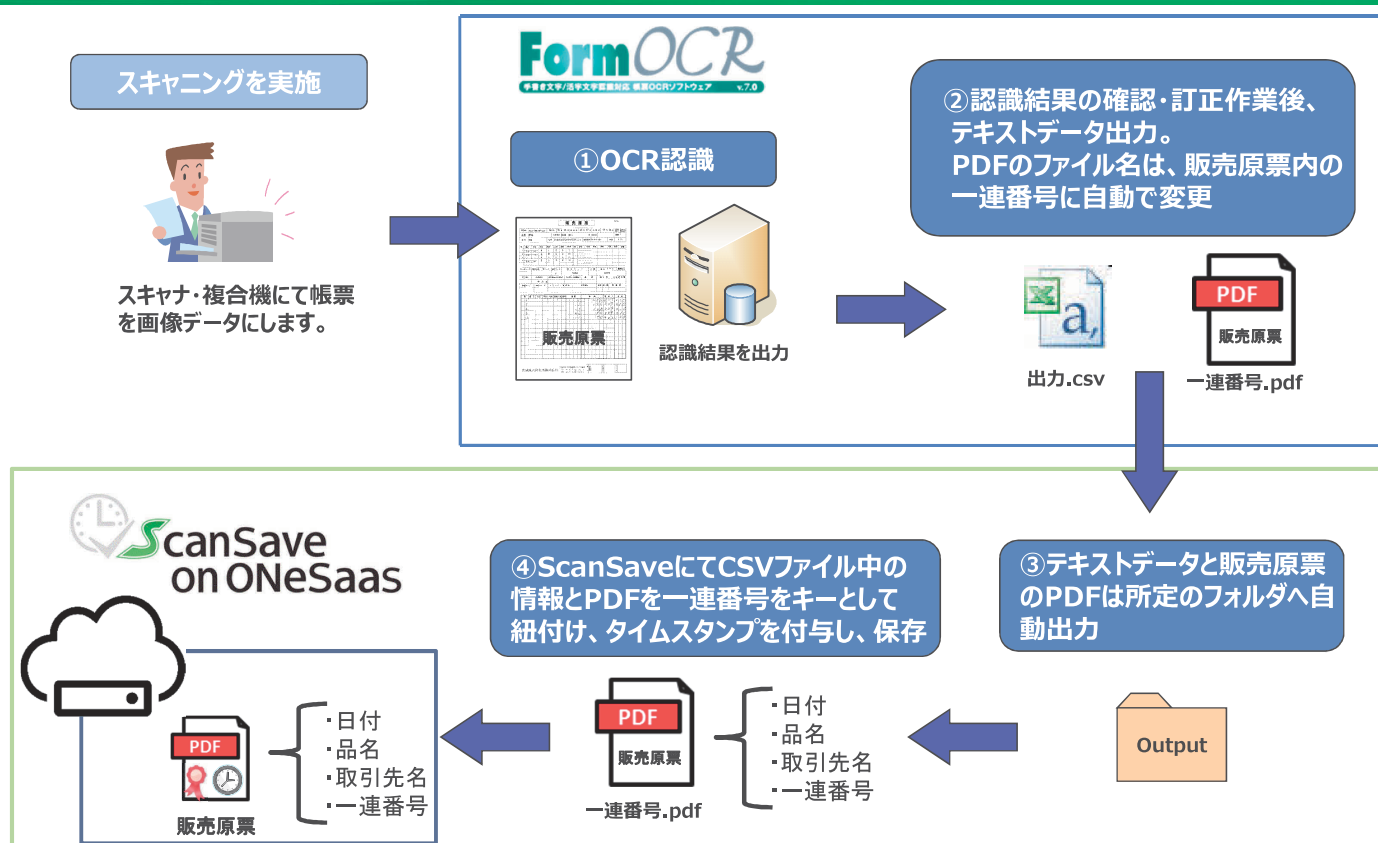 スキャニングを実施
スキャナ・複合機にて帳票
を画像データにします。
FormOCR
手書き文字/活字文字認識対応 帳票OCRソフトウェア v.7.0
①OCR認識
販売原票
販売原票
認識結果を出力
②認識結果の確認・訂正作業後、
テキストデータ出力。
PDFのファイル名は、販売原票内の
一連番号に自動で変更
a,
出力.csv
PDF
販売原票
一連番号.pdf
ScanSave
on ONeSaas
④ScanSaveにてCSVファイル中の
情報とPDFを一連番号をキーとして
紐付け、タイムスタンプを付与し、保存
③テキストデータと販売原票
のPDFは所定のフォルダへ自
動出力
Output
PDF
販売原票
一連番号.pdf
・日付
・品名
・取引先名
・一連番号
PDF
販売原票
・日付
・品名
・取引先名
・一連番号